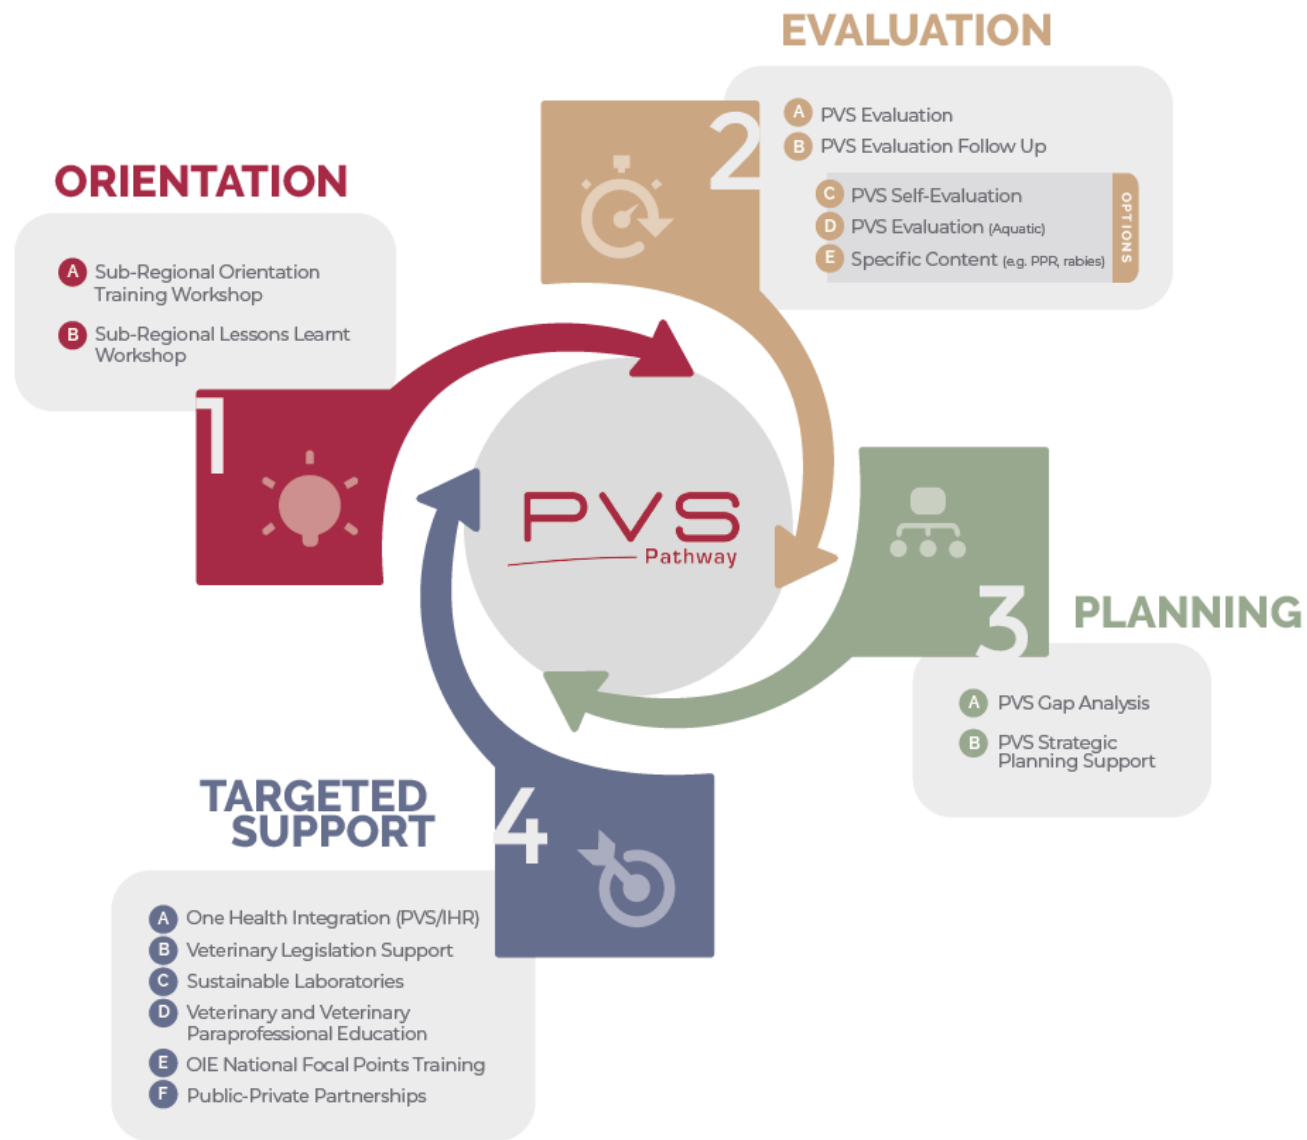 ORIENTATION
1
A Sub-Regional Orientation
Training Workshop
B Sub-Regional Lessons Learnt
Workshop
EVALUATION
2
A PVS Evaluation
B PVS Evaluation Follow Up
C PVS Self-Evaluation
D PVS Evaluation (Aquatic)
E Specific Content (e.g. PPR, rabies)
OPTIONS
PVS
Pathway
3
PLANNING
A PVS Gap Analysis
B PVS Strategic
Planning Support
TARGETED
SUPPORT
4
A One Health Integration (PVS/IHR)
B Veterinary Legislation Support
C Sustainable Laboratories
D Veterinary and Veterinary
Paraprofessional Education
E OIE National Focal Points Training
F Public-Private Partnerships